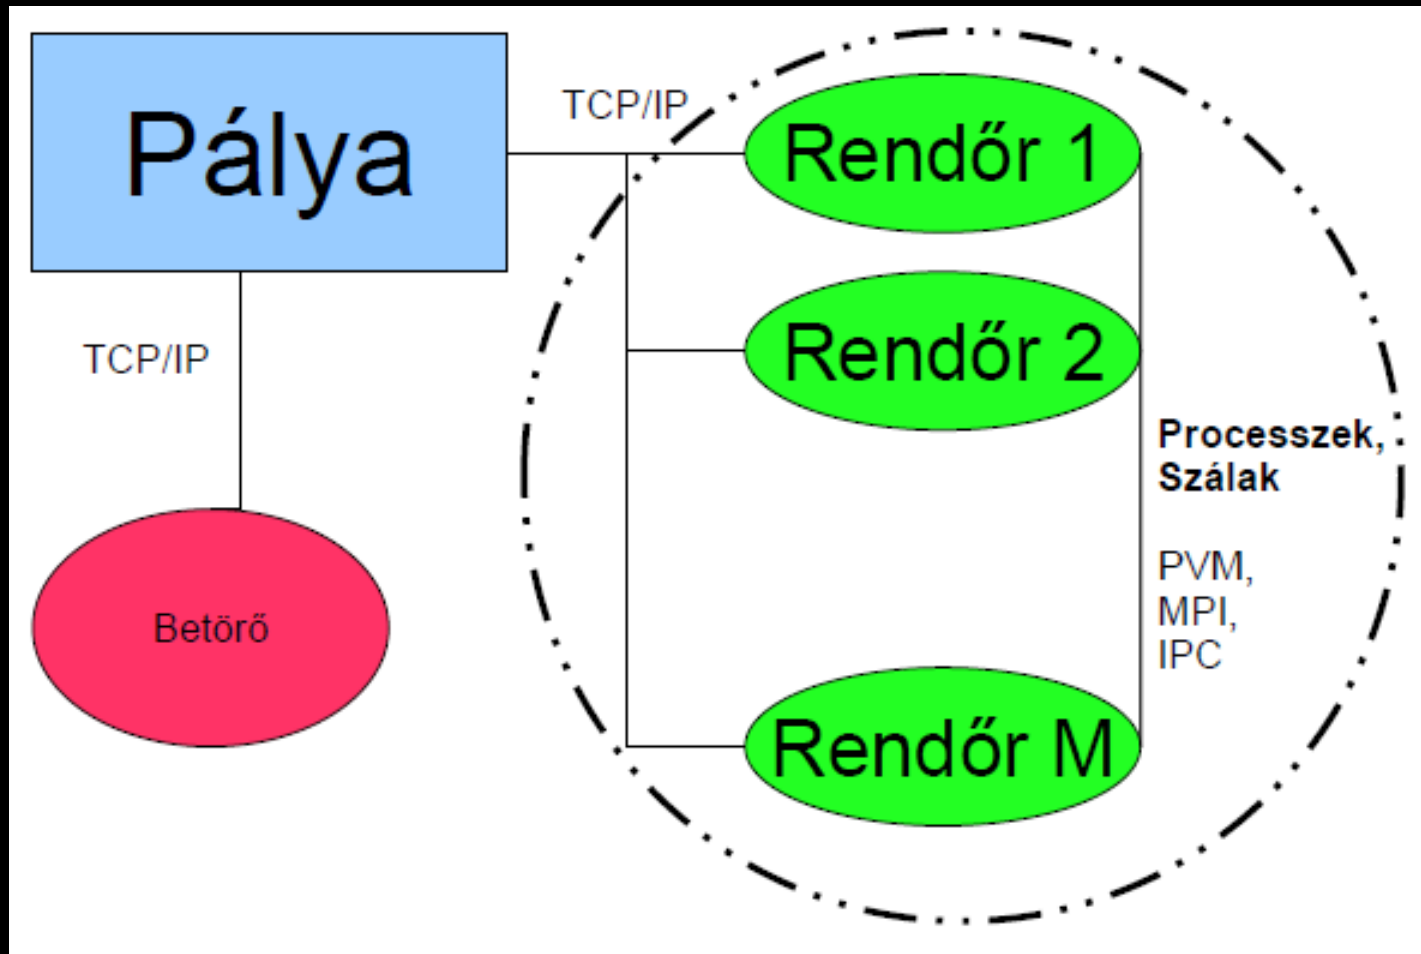 Pálya
TCP/IP
Rendőr 1
Rendőr 2
TCP/IP
Processzek,
Szálak
PVM,
MPI,
IPC
Betörő
Rendőr M